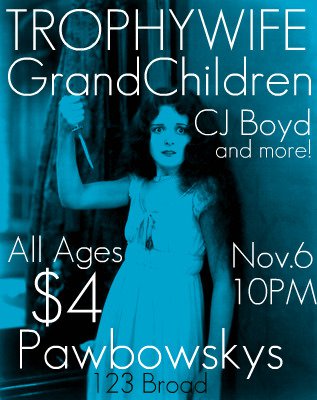 TROPHYWIFE
GrandChildren
CJ Boyd
and more!
All Ages
$4
Nov.6
10PM
Pawbowskys
123 Broad